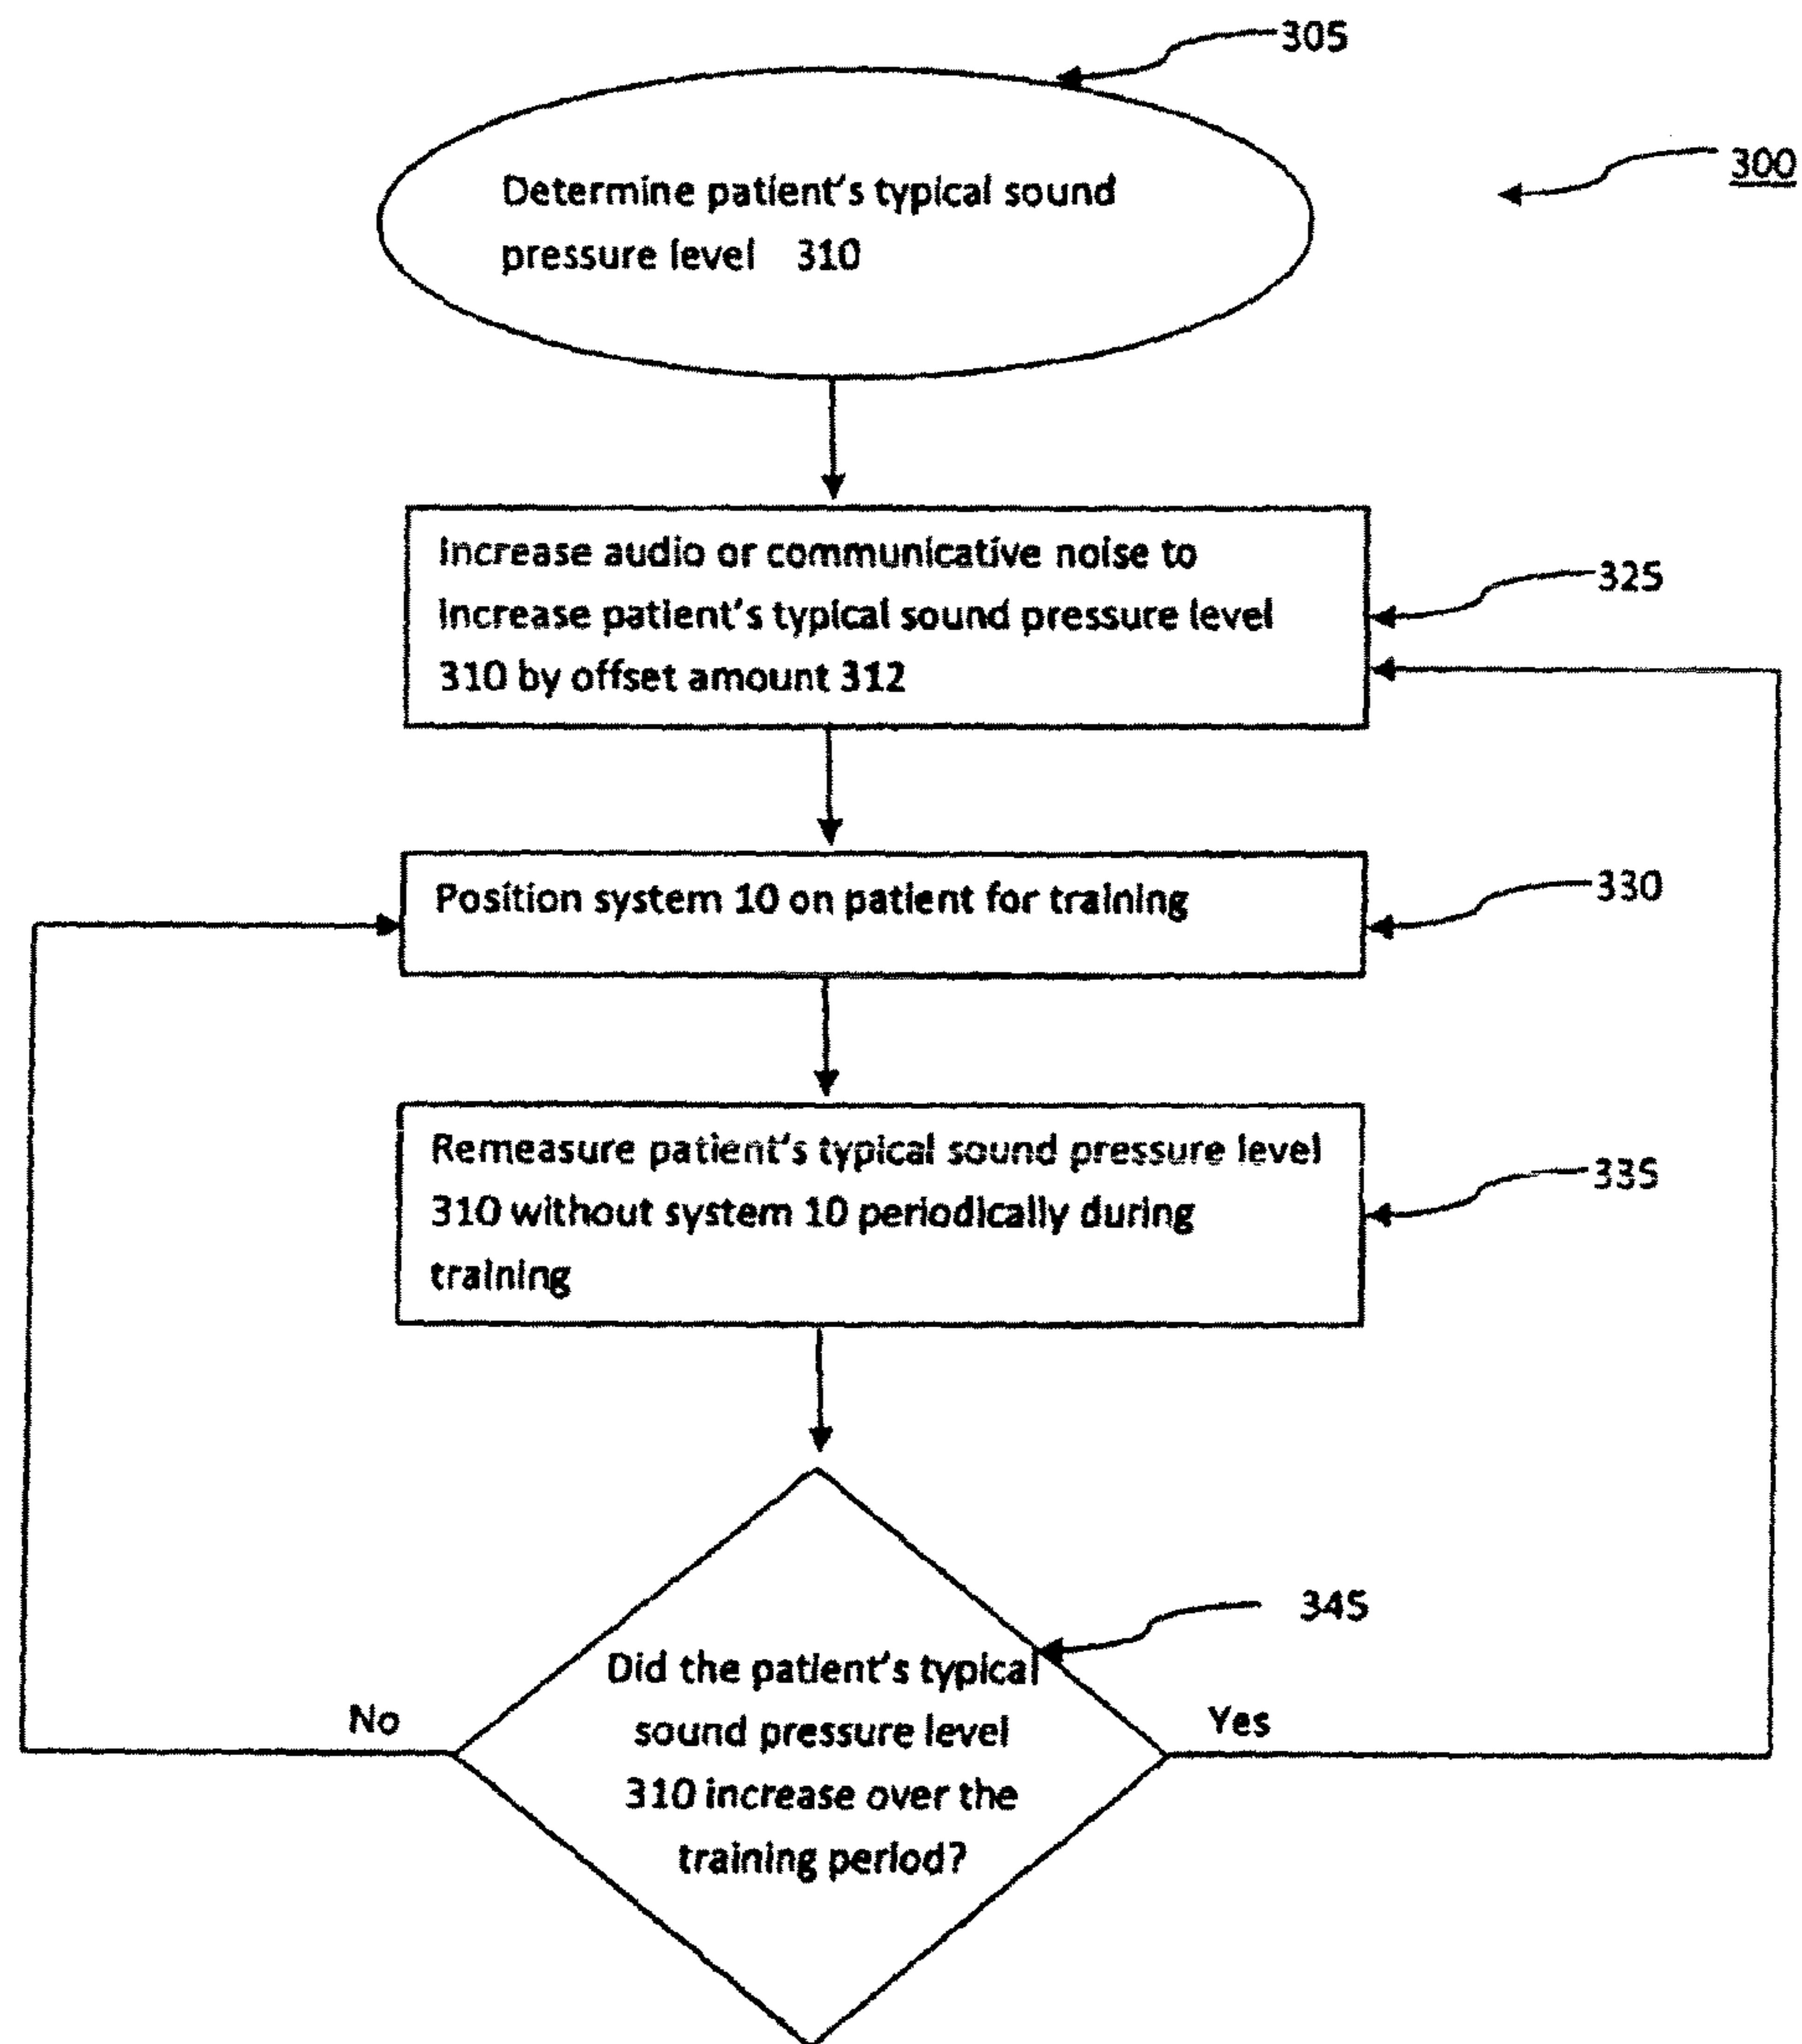 305
300
Determine patient's typical sound
pressure level 310
Increase audio or communicative noise to
increase patient's typical sound pressure level
310 by offset amount 312
325
Position system 10 on patient for training
330
Remeasure patient's typical sound pressure level
310 without system 10 periodically during
training
335
345
Did the patient's typical
sound pressure level
310 increase over the
training period?
No
Yes